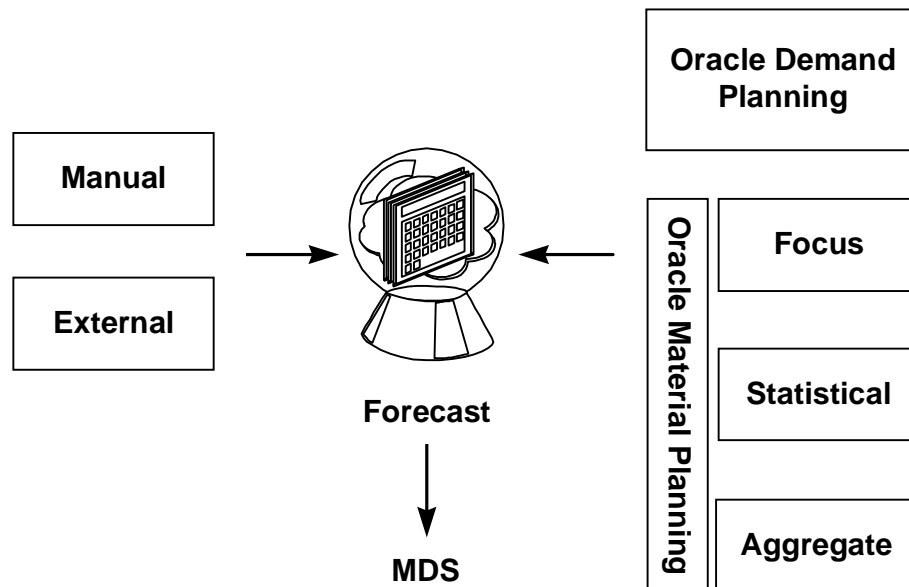 Oracle Demand
Planning
Manual
External
Forecast
MDS
Oracle Material Planning
Focus
Statistical
Aggregate